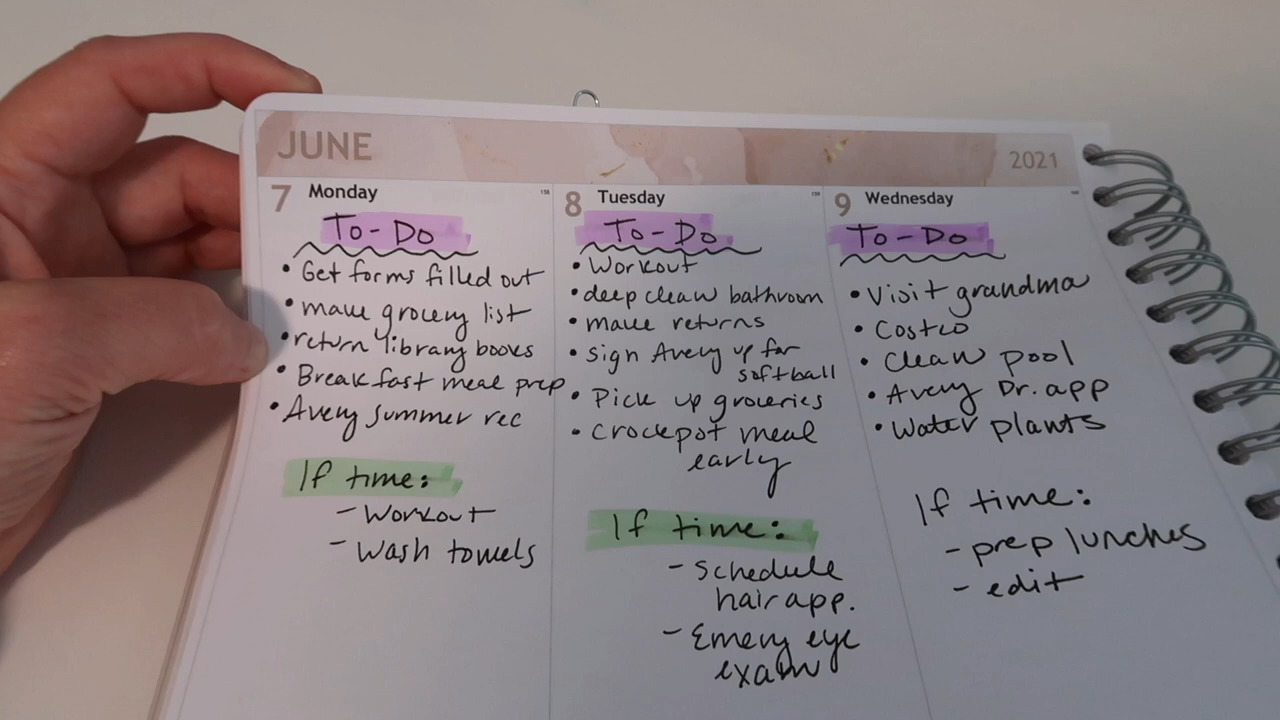 JUNE
2021
7 Monday
To-Do
• Get forms filled out
• make grocery list
• return library books
• Breakfast meal prep
• Avery summer rec
If time:
- Workout
- Wash towels
8 Tuesday
To-Do
• Workout
• deep clean bathroom
• make returns
• sign Avery up for
softball
• Pick up groceries
• Crockpot meal
early
If time:
- Schedule
hair app.
- Emery eye
exam
9 Wednesday
To-Do
• Visit grandma
• Costco
• Clean pool
• Avery Dr. app
• Water plants
If time:
- prep lunches
- edit